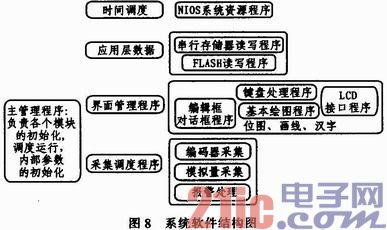 时间调度
NIOS系统资源程序
应用层数据
串行存储器读写程序
FLASH读写程序
主管理程序:
负责各个模块
的初始化,
调度运行,
内部参数
的初始化
界面管理程序
编辑框
对话框程序
键盘处理程序
基本绘图程序
LCD
接口程序
位图、画线、汉字
采集调度程序
编码器采集
模拟量采集
报警处理
21ic.com
电子网
图8 系统软件结构图